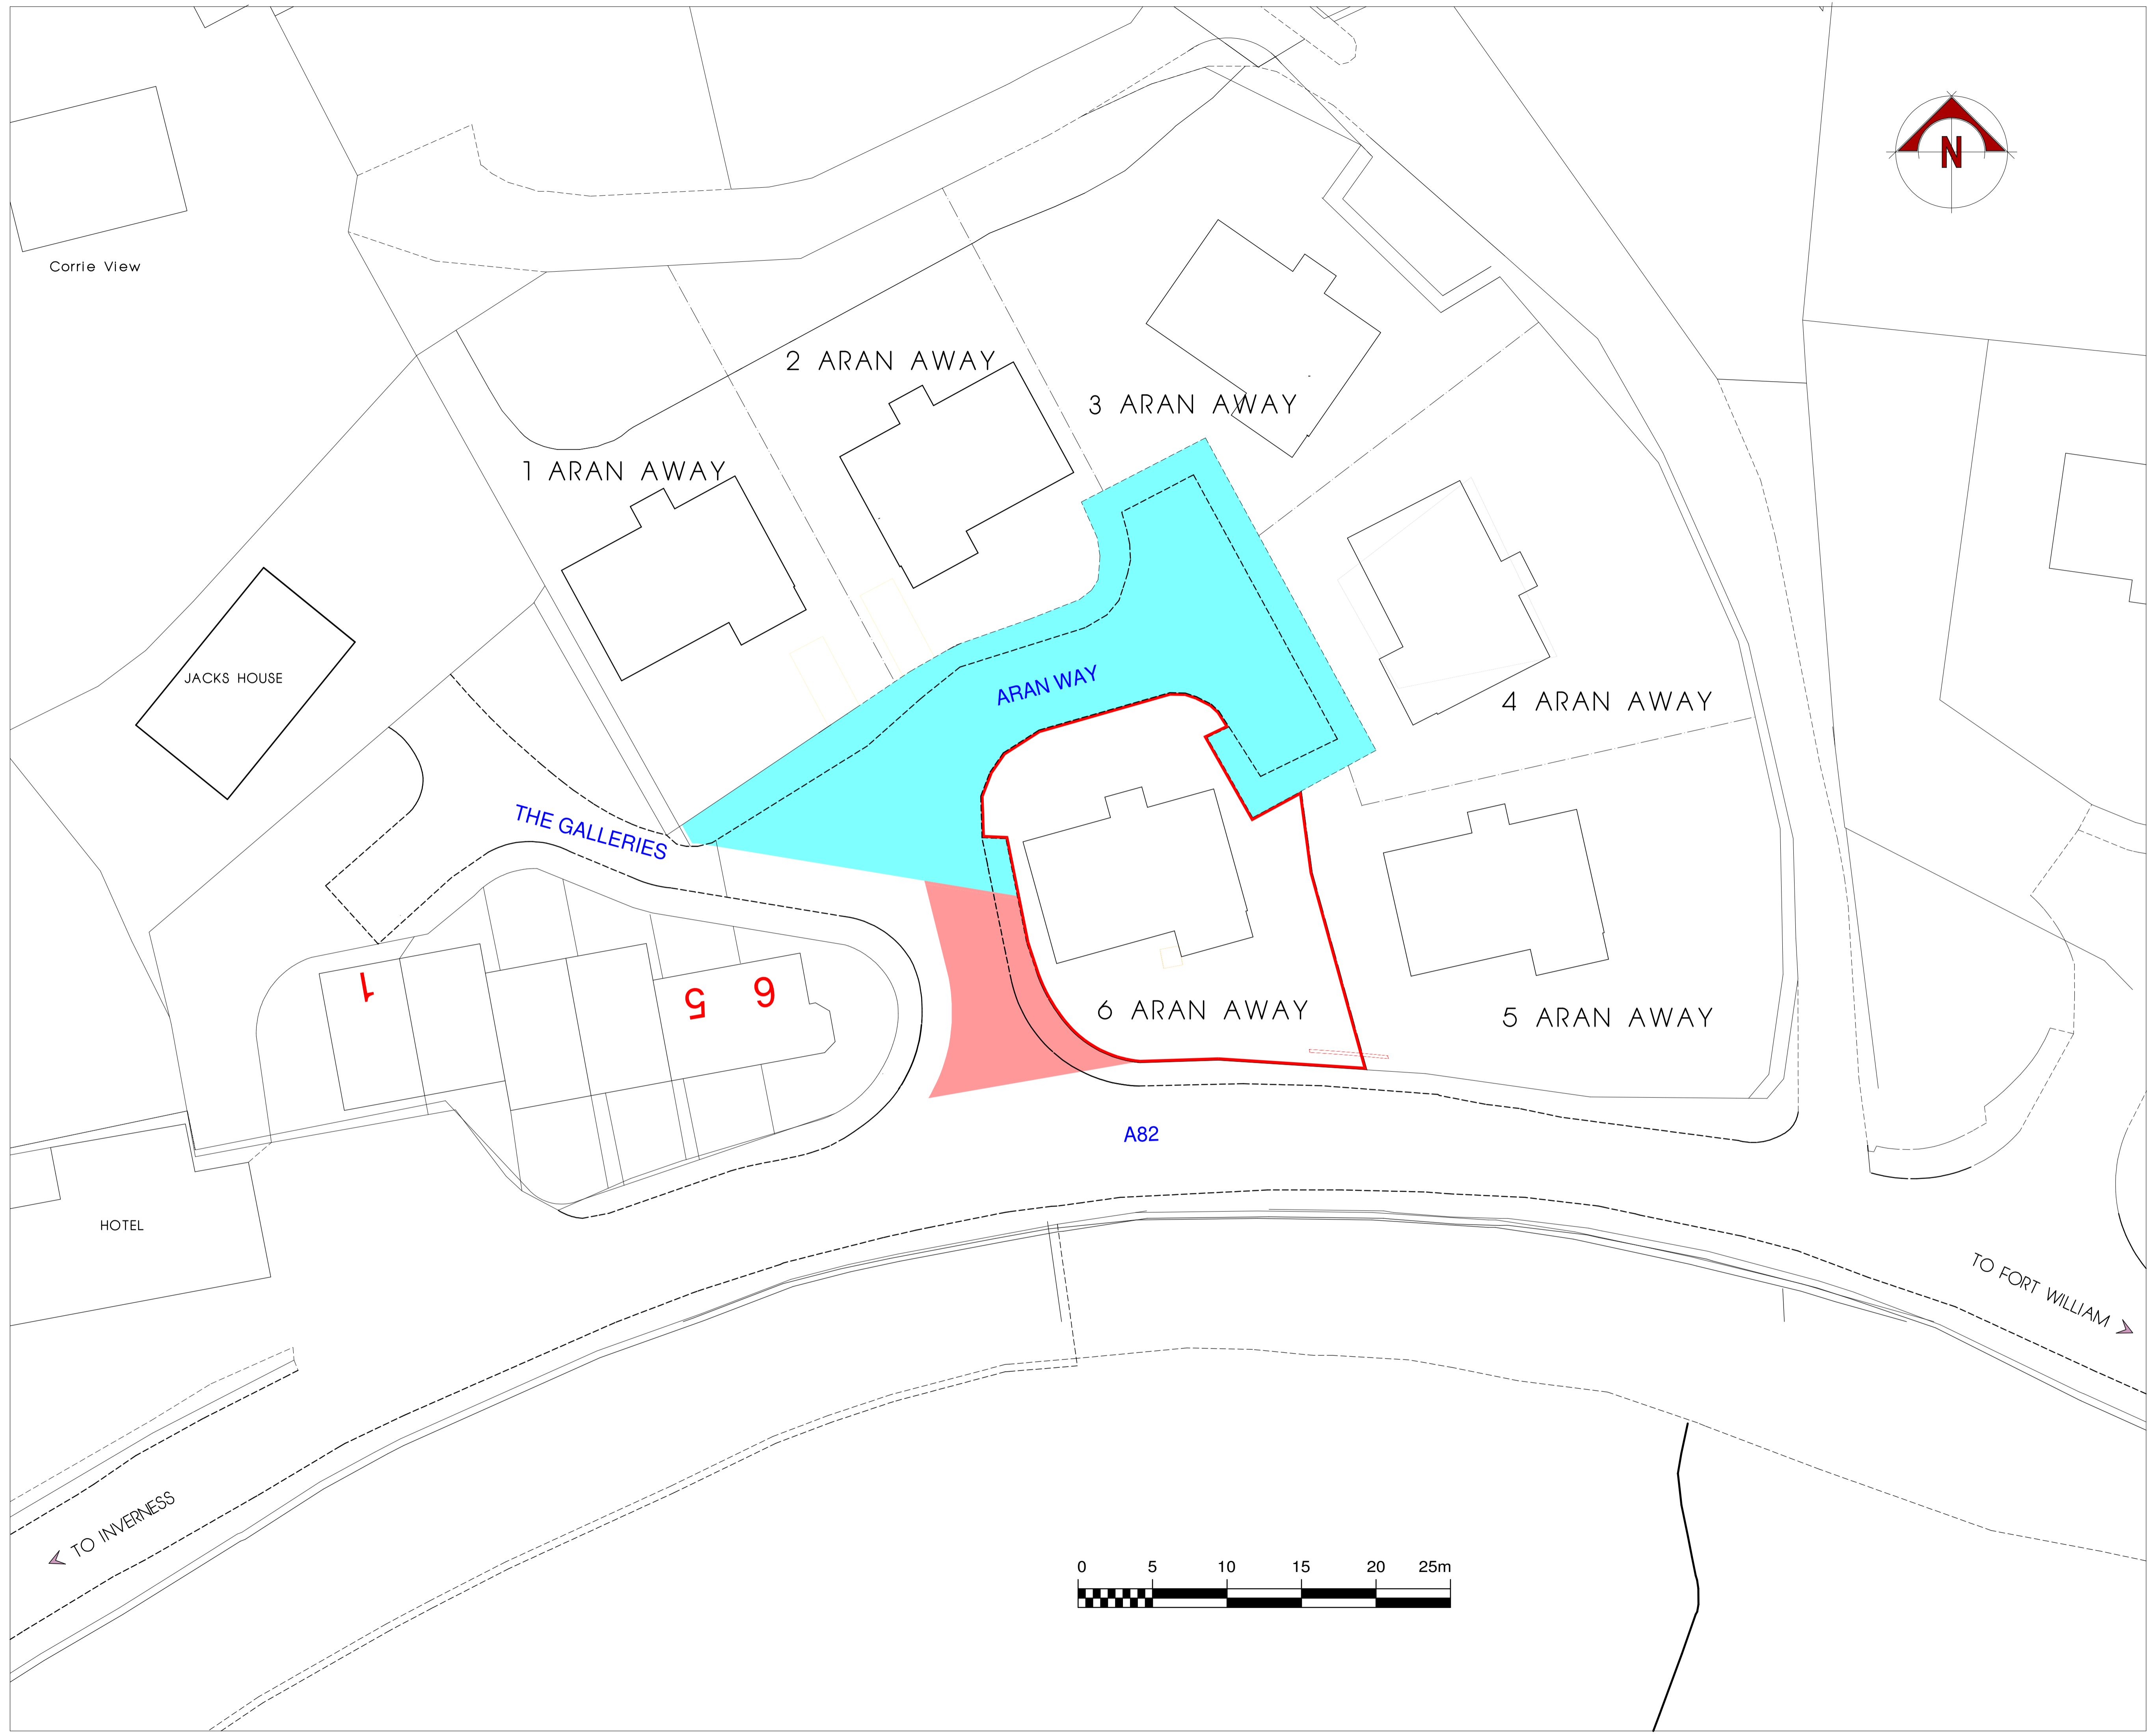 N
Corrie View
2 ARAN AWAY
3 ARAN AWAY
1 ARAN AWAY
JACKS HOUSE
ARAN WAY
4 ARAN AWAY
THE GALLERIES
1
5
6
6 ARAN AWAY
5 ARAN AWAY
A82
HOTEL
TO FORT WILLIAM
TO INVERNESS
0 5 10 15 20 25m